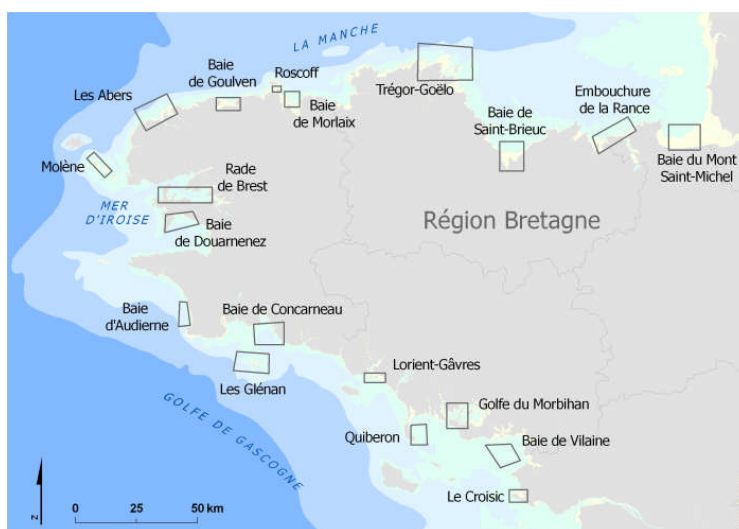 LA MANCHE
Baie
de Goulven
Roscoff
Les Abers
Baie
de Morlaix
Trégor-Goëlo
Embouchure
de la Rance
Baie de
Saint-Brieuc
Baie du Mont
Saint-Michel
Molène
Rade
de Brest
MER
D'IROISE
Baie
de Douarnenez
Région Bretagne
Baie
d'Audierne
Baie de Concarneau
Les Glénan
Lorient-Gâvres
Golfe du Morbihan
Quiberon
Baie de Vilaine
GOLFE DE GASCOGNE
Le Croisic
N
0 25 50 km